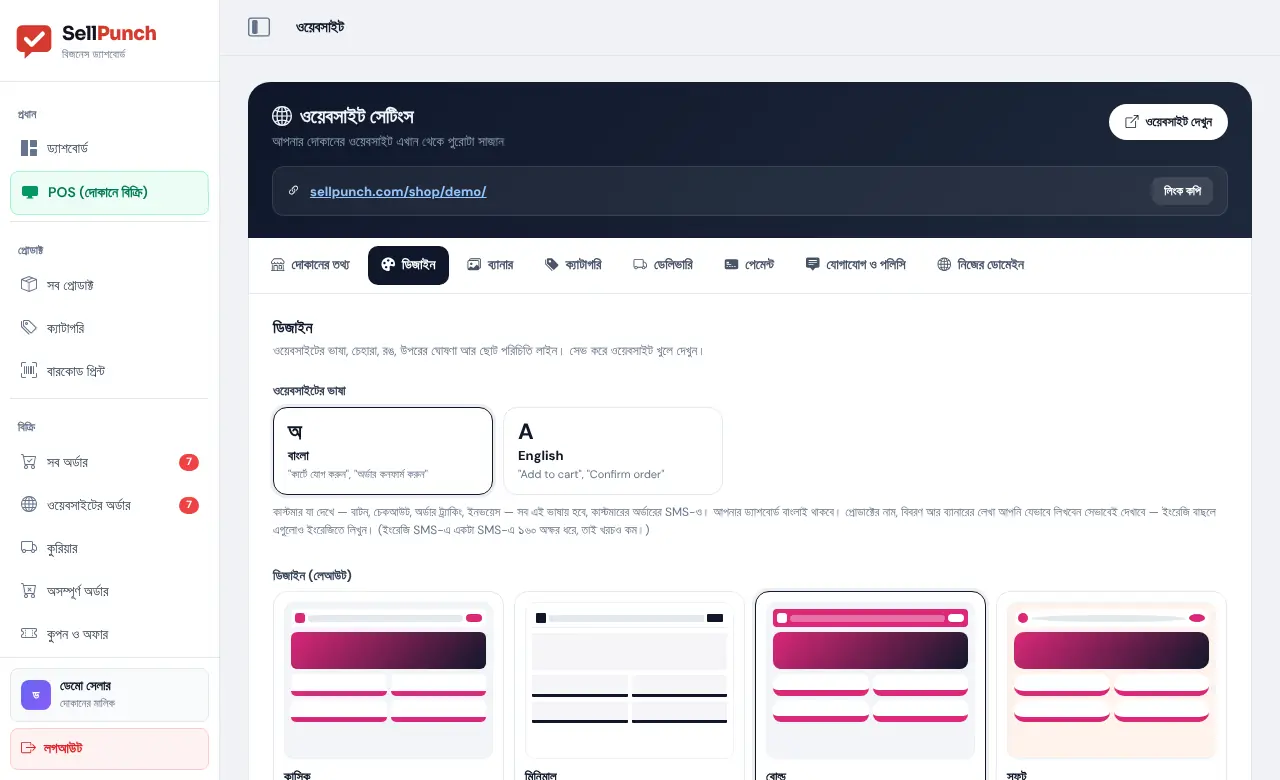 SellPunch
বিজনেস ড্যাশবোর্ড
প্রধান
ড্যাশবোর্ড
POS (দোকানে বিক্রি)
প্রোডাক্ট
সব প্রোডাক্ট
ক্যাটাগরি
বারকোড প্রিন্ট
বিক্রি
সব অর্ডার
7
ওয়েবসাইটের অর্ডার
7
কুরিয়ার
অসম্পূর্ণ অর্ডার
কুপন ও অফার
ড
ডেমো সেলার
দোকানের মালিক
লগআউট
ওয়েবসাইট
ওয়েবসাইট সেটিংস
আপনার দোকানের ওয়েবসাইট এখান থেকে পুরোটা সাজান
ওয়েবসাইট দেখুন
sellpunch.com/shop/demo/
লিংক কপি
দোকানের তথ্য
ডিজাইন
ব্যানার
ক্যাটাগরি
ডেলিভারি
পেমেন্ট
যোগাযোগ ও পলিসি
নিজের ডোমেইন
ডিজাইন
ওয়েবসাইটের ভাষা, চেহারা, রঙ, উপরের ঘোষণা আর ছোট পরিচিতি লাইন। সেভ করে ওয়েবসাইট খুলে দেখুন।
ওয়েবসাইটের ভাষা
অ
বাংলা
"কার্টে যোগ করুন", "অর্ডার কনফার্ম করুন"
A
English
"Add to cart", "Confirm order"
কাস্টমার যা দেখে — বাটন, চেকআউট, অর্ডার ট্র্যাকিং, ইনভয়েস — সব এই ভাষায় হবে, কাস্টমারের অর্ডারের SMS-ও। আপনার ড্যাশবোর্ড বাংলাই থাকবে। প্রোডাক্টের নাম, বিবরণ আর ব্যানারের লেখা আপনি যেভাবে লিখবেন সেভাবেই দেখাবে — ইংরেজি বাছলে
এগুলোও ইংরেজিতে লিখুন। (ইংরেজি SMS-এ একটা SMS-এ ১৬০ অক্ষর ধরে, তাই খরচও কম।)
ডিজাইন (লেআউট)
ক্লাসিক
মিনিমাল
বোল্ড
সফট